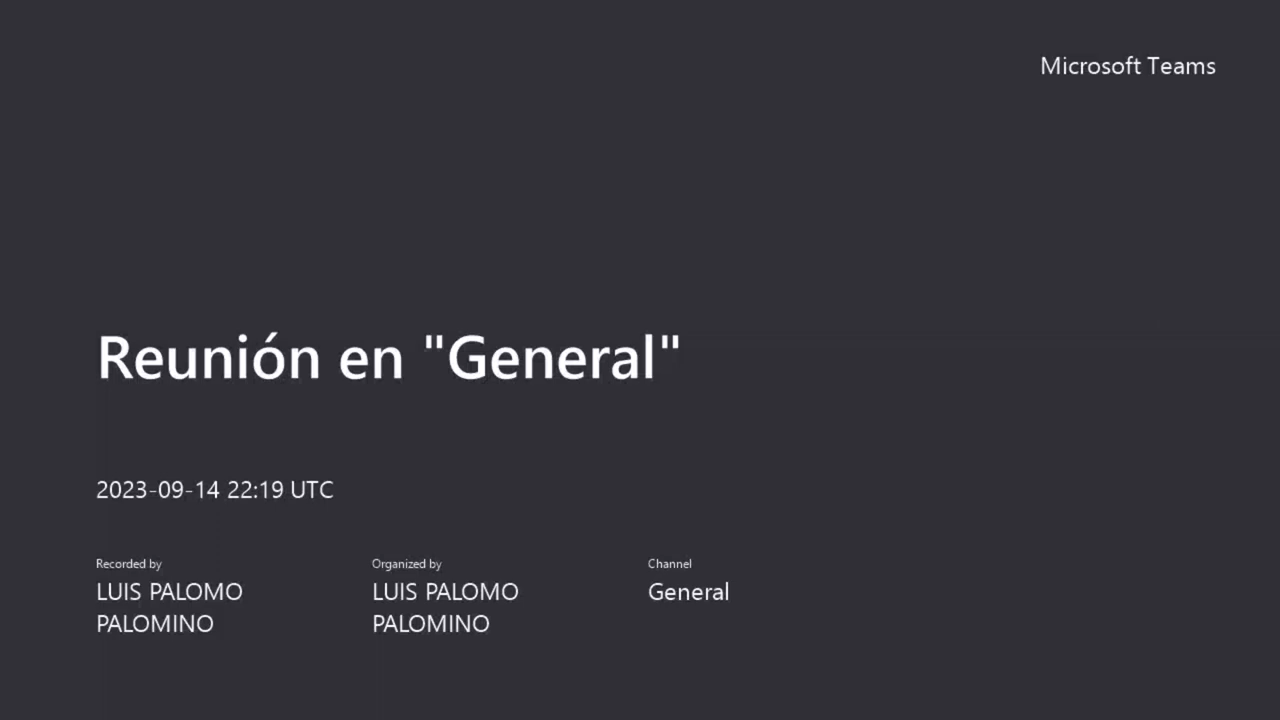 Microsoft Teams
Reunión en "General"
2023-09-14 22:19 UTC
Recorded by
LUIS PALOMO
PALOMINO
Organized by
LUIS PALOMO
PALOMINO
Channel
General